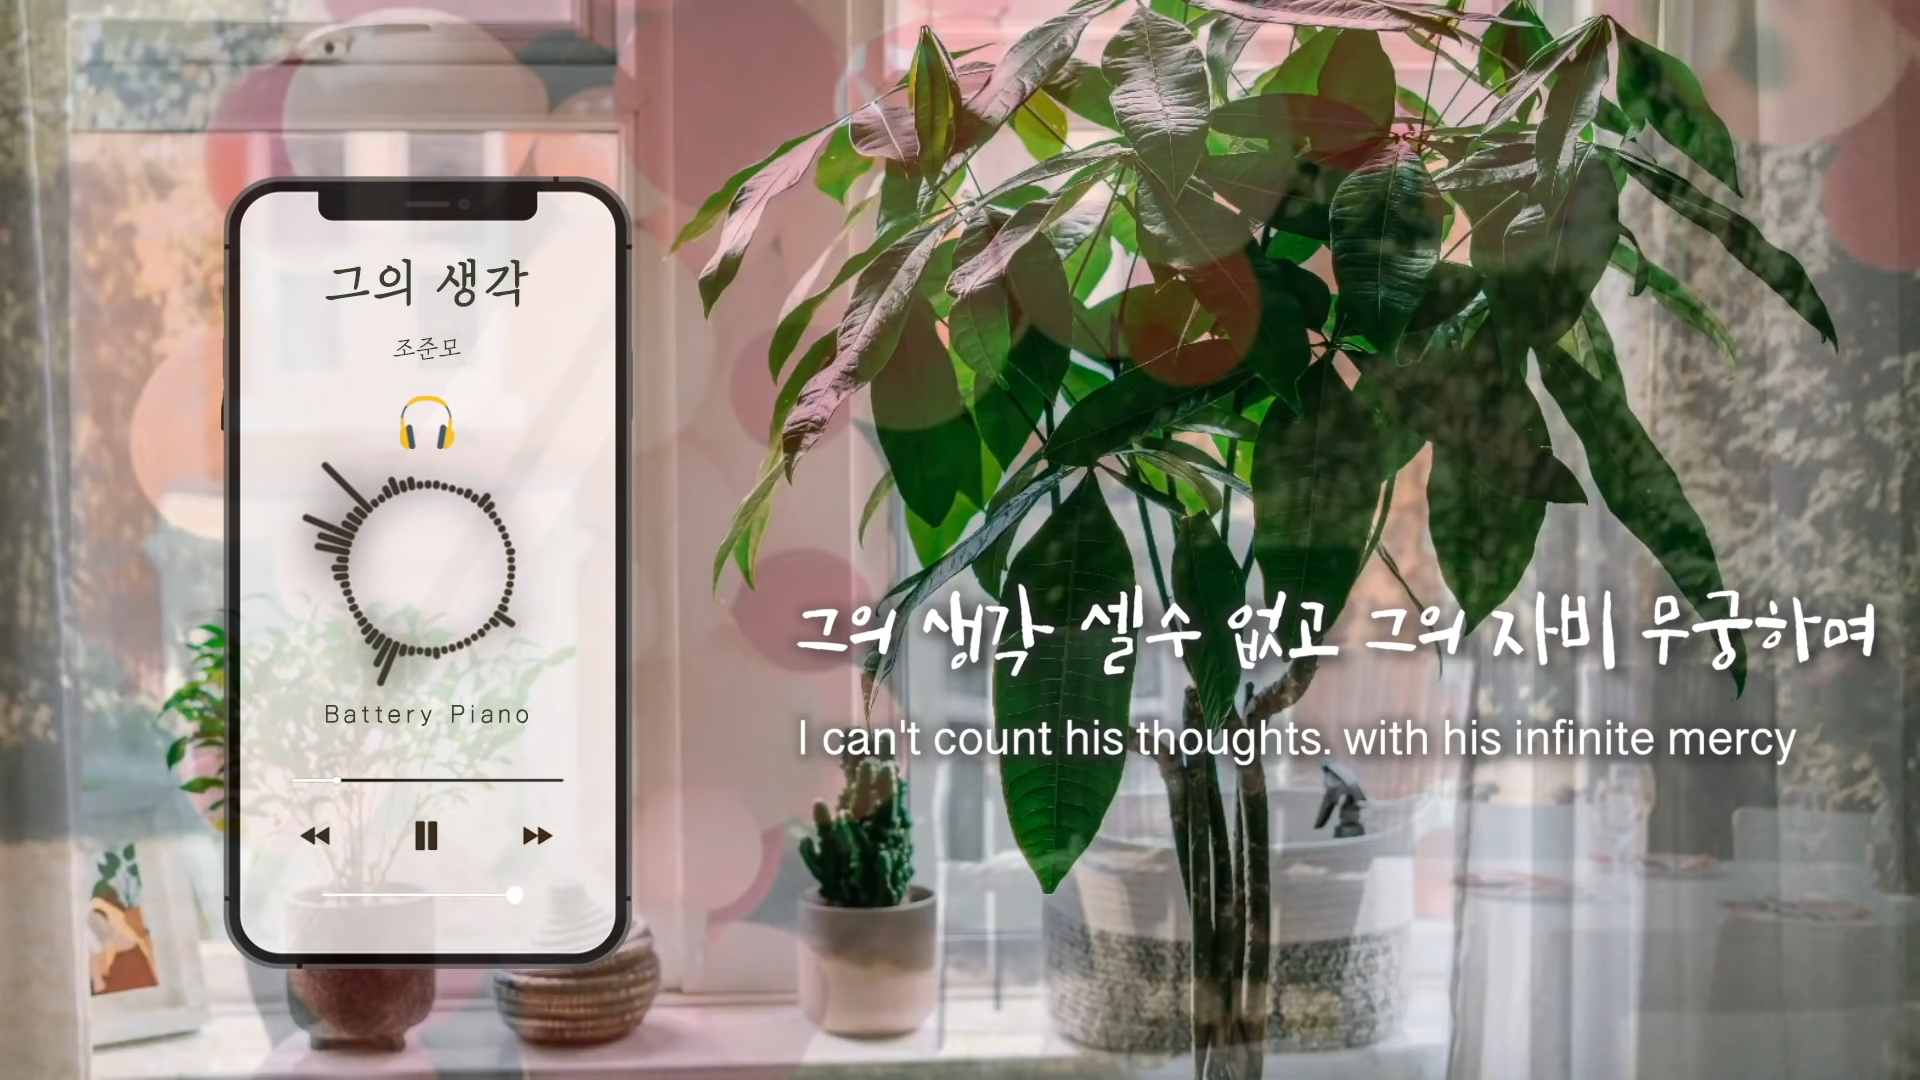 그의 생각
조준모
Battery Piano
그의 생각 셀수 없고 그의 자비 무궁하며
I can't count his thoughts. with his infinite mercy